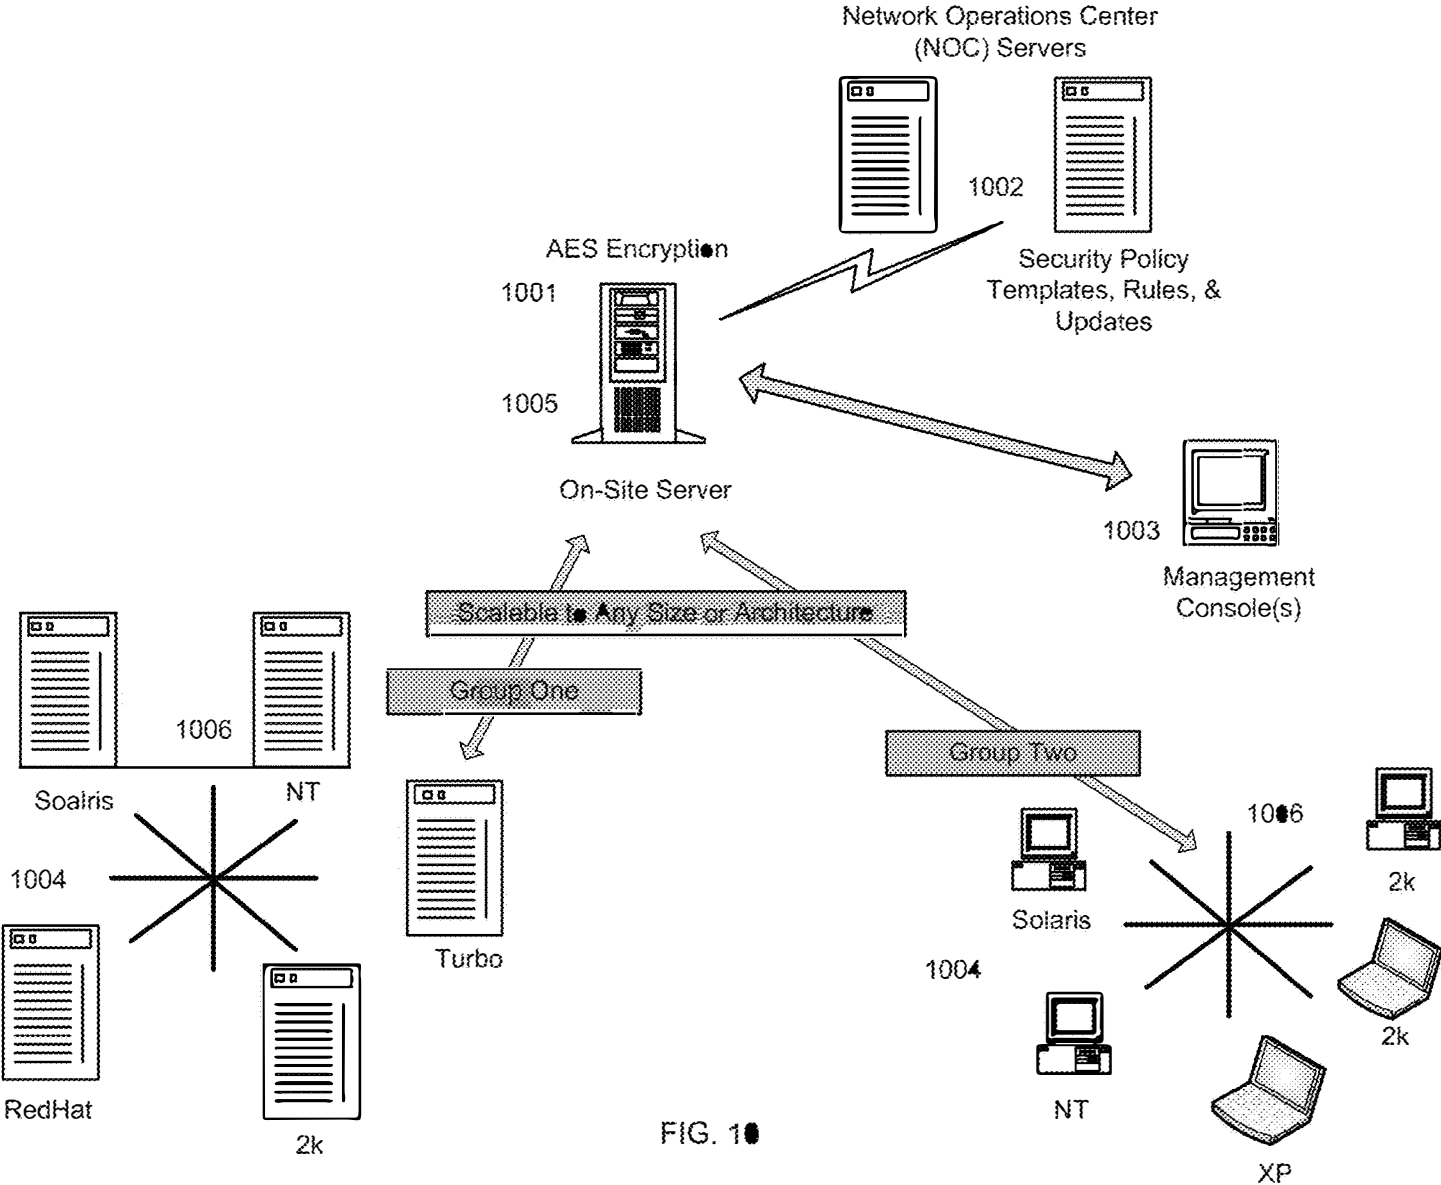 Network Operations Center
(NOC) Servers
1002
AES Encryption
1001
Security Policy
Templates, Rules, &
Updates
1005
On-Site Server
1003
Management
Console(s)
Scalable to Any Size or Architecture
Group One
1006
Group Two
Soalris
NT
1006
2k
1004
Solaris
Turbo
1004
2k
RedHat
NT
2k
FIG. 10
XP